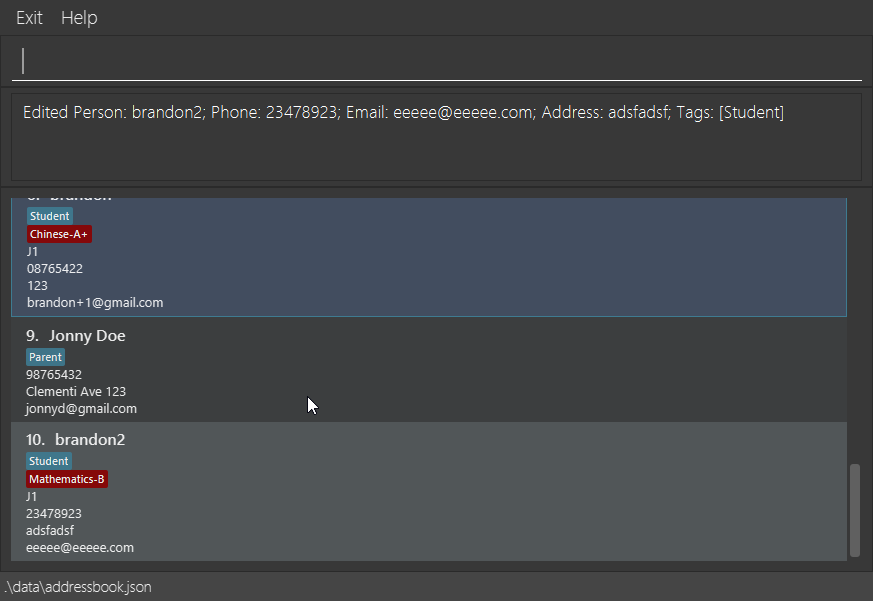 Exit Help
Edited Person: brandon2; Phone: 23478923; Email: eeeee@eeeee.com; Address: adsfadsf; Tags: [Student]
brandon
Student
Chinese-A+
J1
08765422
123
brandon+1@gmail.com
9. Jonny Doe
Parent
98765432
Clementi Ave 123
jonnyd@gmail.com
10. brandon2
Student
Mathematics-B
J1
23478923
adsfadsf
eeeee@eeeee.com
.\data\addressbook.json